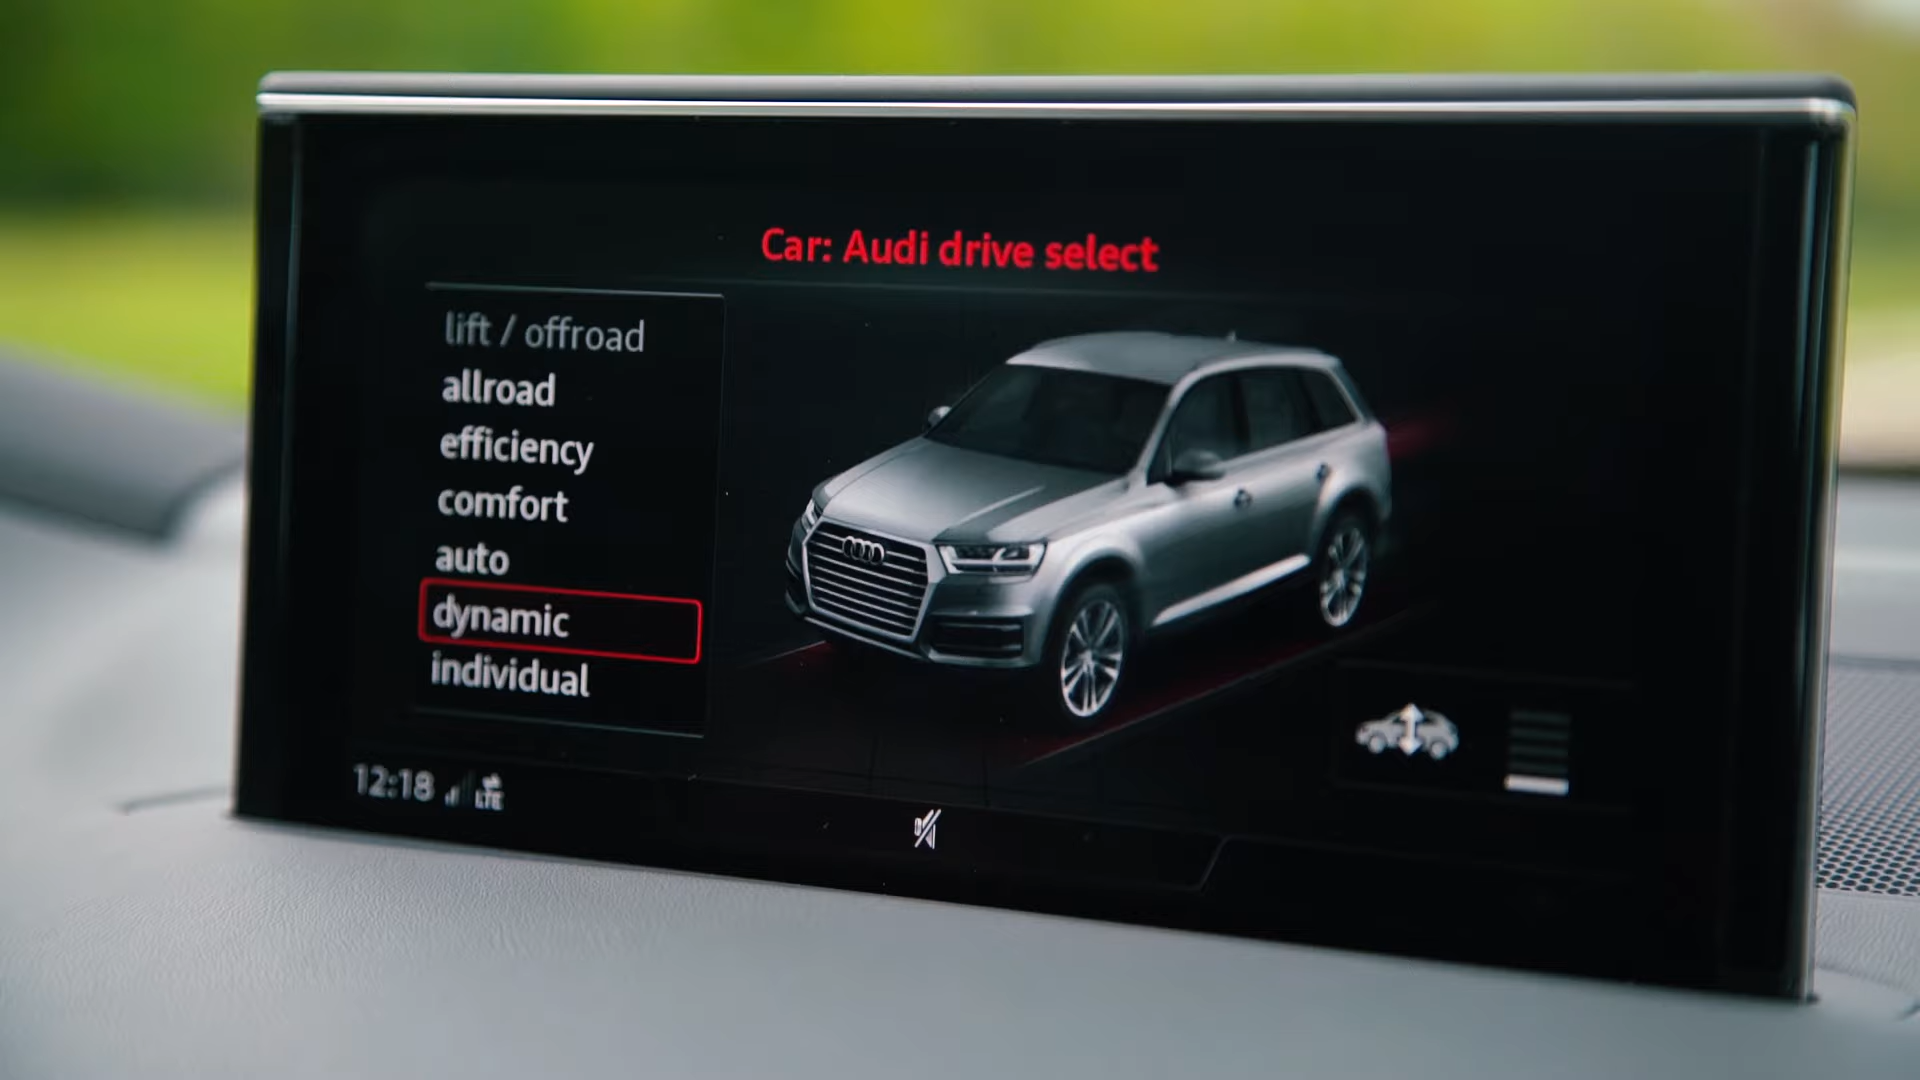 Car: Audi drive select
lift / offroad
allroad
efficiency
comfort
auto
dynamic
individual
12:18 LTE